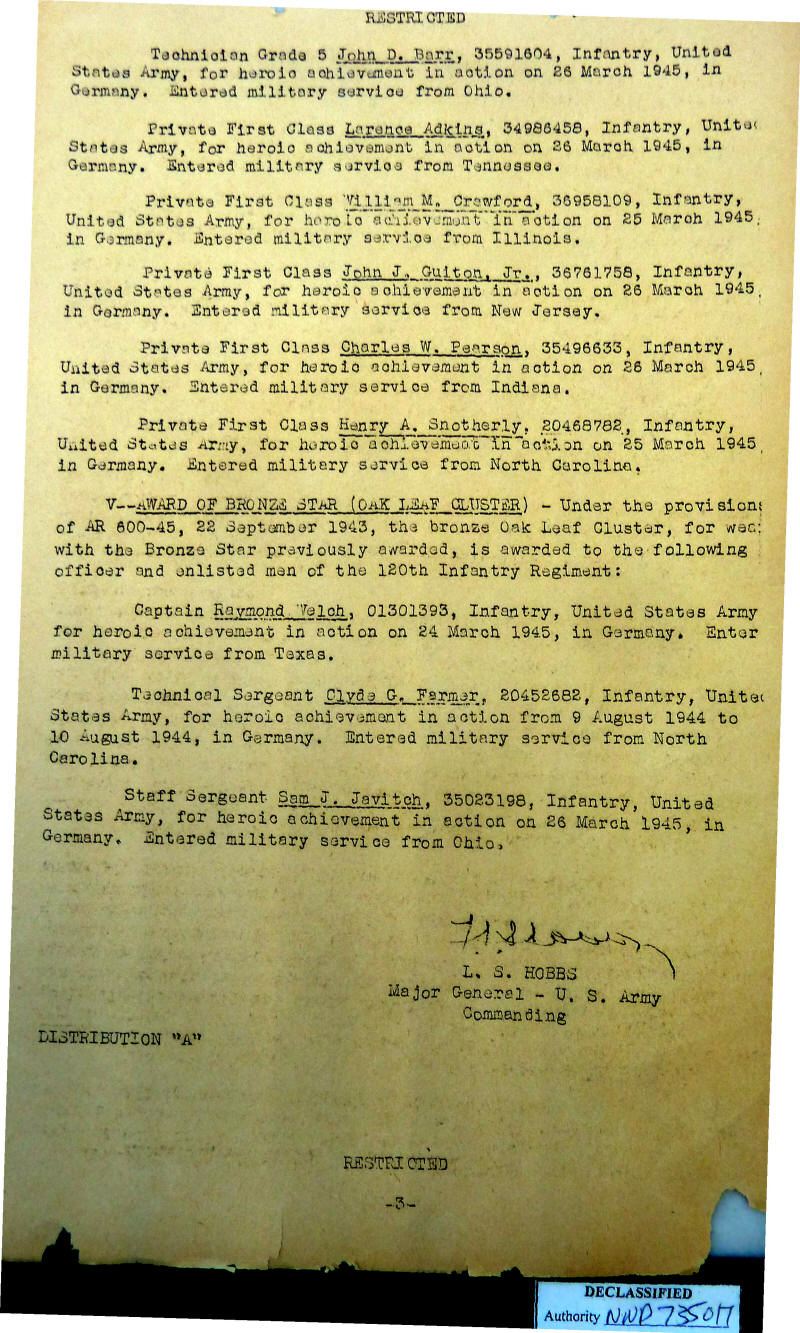 RESTRICTED
Technician Grade 5 John D. Barr, 35591604, Infantry, United
States Army, for heroic achievement in action on 26 March 1945, in
Germany. Entered military service from Ohio.
Private First Class Larence Adkins, 34986458, Infantry, Unite
States Army, for heroic achievement in action on 26 March 1945, in
Germany. Entered military service from Tennessee.
Private First Class William M. Crawford, 36958109, Infantry,
United States Army, for heroic achievement in action on 25 March 1945,
in Germany. Entered military service from Illinois.
Private First Class John J. Guiton, Jr., 36761758, Infantry,
United States Army, for heroic achievement in action on 26 March 1945,
in Germany. Entered military service from New Jersey.
Private First Class Charles W. Pearson, 35496633, Infantry,
United States Army, for heroic achievement in action on 26 March 1945,
in Germany. Entered military service from Indiana.
Private First Class Henry A. Snotherly, 20468782, Infantry,
United States Army, for heroic achievement in action on 25 March 1945,
in Germany. Entered military service from North Carolina.
V--AWARD OF BRONZE STAR (OAK LEAF CLUSTER) - Under the provisions
of AR 600-45, 22 September 1943, the bronze Oak Leaf Cluster, for wea
with the Bronze Star previously awarded, is awarded to the following
officer and enlisted men of the 120th Infantry Regiment:
Captain Raymond Welch, 01301393, Infantry, United States Army
for heroic achievement in action on 24 March 1945, in Germany. Enter
military service from Texas.
Technical Sergeant Clyde G. Farmer, 20452682, Infantry, Unite
States Army, for heroic achievement in action from 9 August 1944 to
10 August 1944, in Germany. Entered military service from North
Carolina.
Staff Sergeant Sam J. Javitch, 35023198, Infantry, United
States Army, for heroic achievement in action on 26 March 1945, in
Germany. Entered military service from Ohio.
L. S. HOBBS
Major General - U. S. Army
Commanding
DISTRIBUTION "A"
RESTRICTED
-3-
DECLASSIFIED
Authority NND 735017